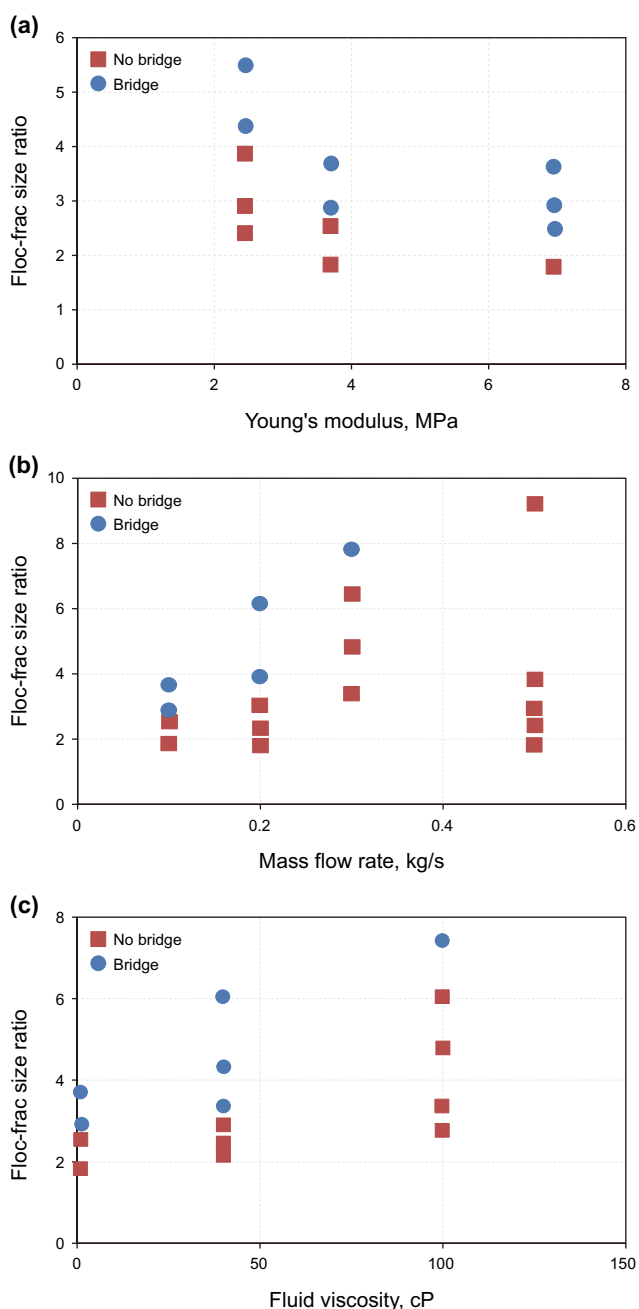 (a)
6
No bridge
Bridge
5
4
3
2
1
0
0 2 4 6 8
Floc-frac size ratio
Young's modulus, MPa
(b)
10
No bridge
Bridge
8
6
4
2
0
0 0.2 0.4 0.6
Floc-frac size ratio
Mass flow rate, kg/s
(c)
8
No bridge
Bridge
6
4
2
0
0 50 100 150
Floc-frac size ratio
Fluid viscosity, cP